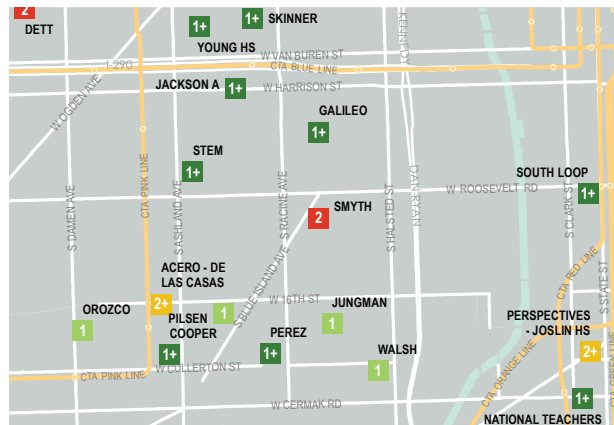 2
DETT
1+
YOUNG HS
1+
SKINNER
W VAN BUREN ST
I-290
CTA BLUE LINE
KENNEDY
W OGDEN AVE
JACKSON A
1+
W HARRISON ST
GALILEO
1+
STEM
1+
CTA PINK LINE
S DAMEN AVE
S ASHLAND AVE
S RACINE AVE
S HALSTED ST
DAN RYAN
W ROOSEVELT RD
SOUTH LOOP
1+
S CLARK ST
S STATE ST
2
SMYTH
S BLUE ISLAND AVE
ACERO - DE
LAS CASAS
2+
W 16TH ST
OROZCO
1
PILSEN
COOPER
1+
1
JUNGMAN
1
PEREZ
1+
WALSH
1
W CULLERTON ST
CTA PINK LINE
W CERMAK RD
CTA RED LINE
CTA ORANGE LINE
CTA GREEN LINE
PERSPECTIVES
- JOSLIN HS
2+
1+
NATIONAL TEACHERS